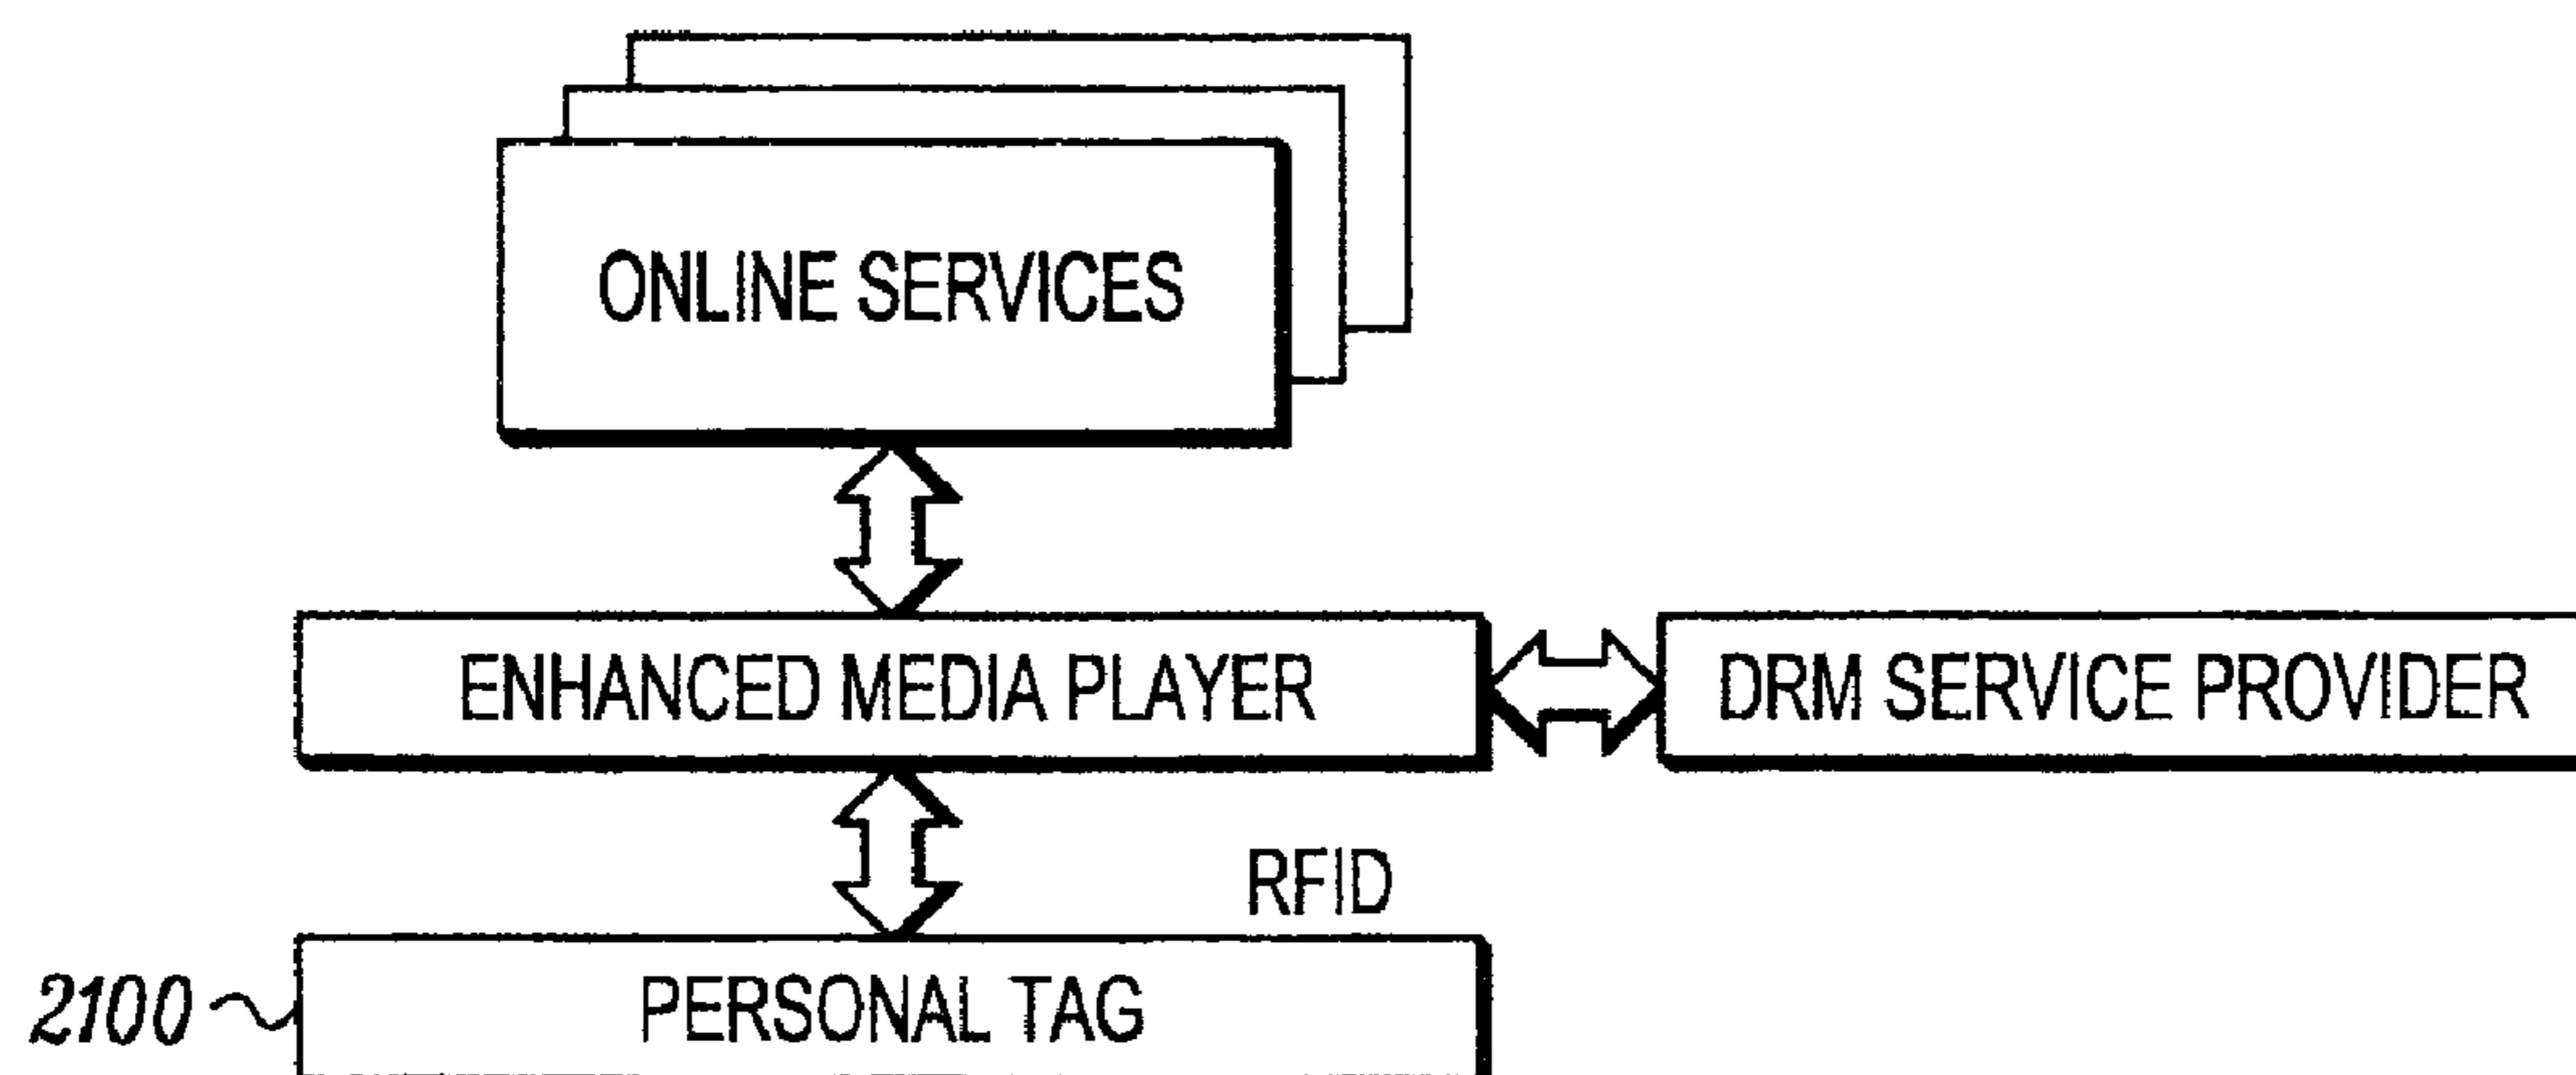 ONLINE SERVICES
ENHANCED MEDIA PLAYER
DRM SERVICE PROVIDER
RFID
2100
PERSONAL TAG